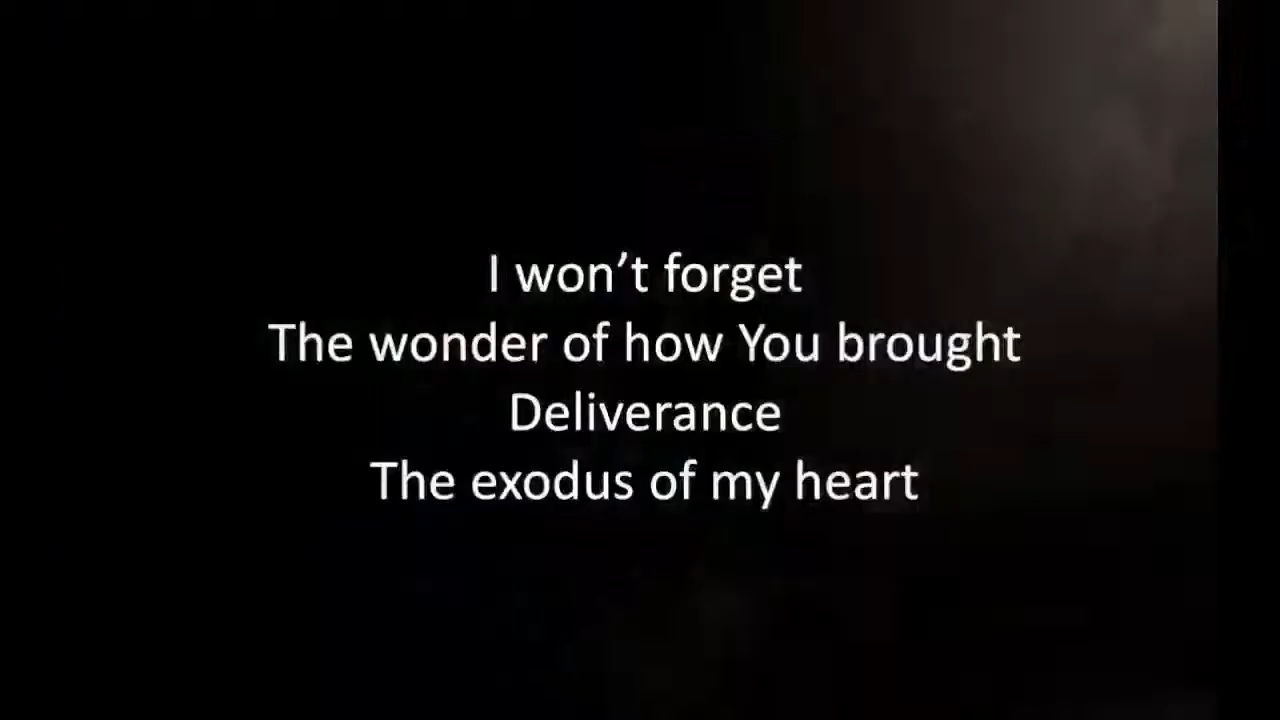 I won’t forget
The wonder of how You brought
Deliverance
The exodus of my heart